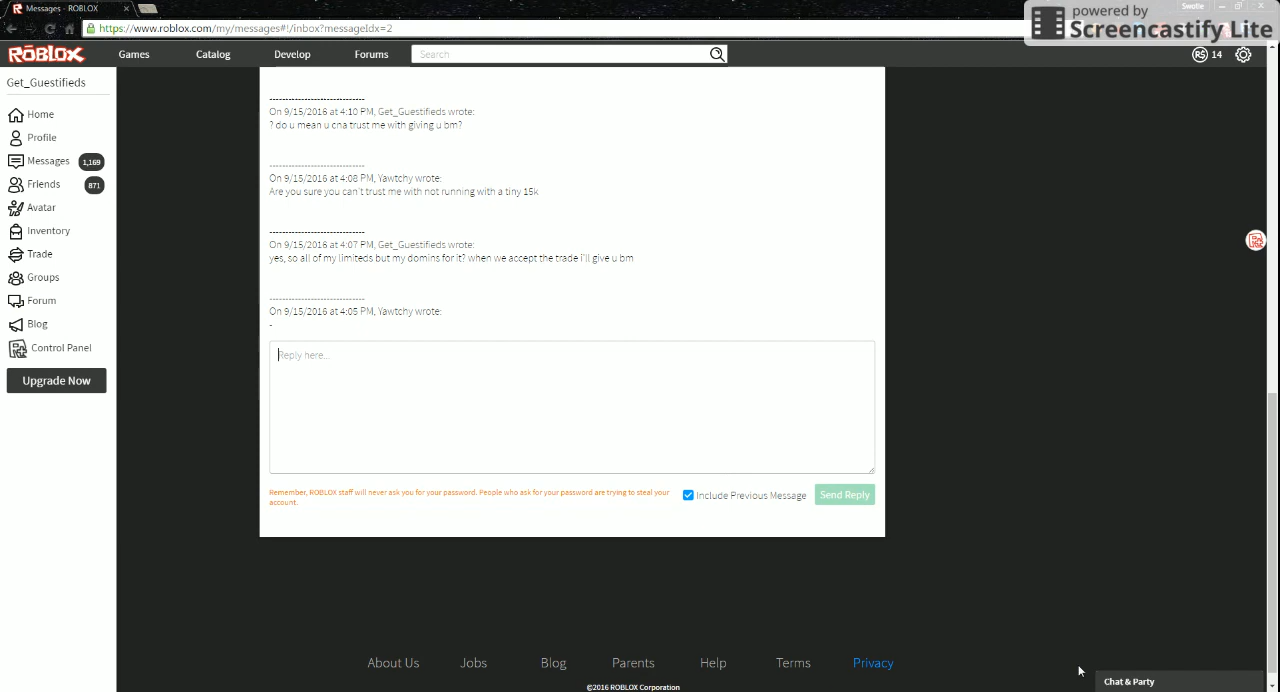 Messages - ROBLOX
Swotie
powered by
Screencastify Lite
https://www.roblox.com/my/messages#!/inbox?messageIdx=2
ROBLOX
Games
Catalog
Develop
Forums
Search
R$ 14
Get_Guestifieds
Home
Profile
Messages 1,169
Friends 871
Avatar
Inventory
Trade
Groups
Forum
Blog
Control Panel
Upgrade Now
------------------------------
On 9/15/2016 at 4:10 PM, Get_Guestifieds wrote:
? do u mean u cna trust me with giving u bm?
------------------------------
On 9/15/2016 at 4:08 PM, Yawtchy wrote:
Are you sure you can't trust me with not running with a tiny 15k
------------------------------
On 9/15/2016 at 4:07 PM, Get_Guestifieds wrote:
yes, so all of my limiteds but my domins for it? when we accept the trade i'll give u bm
------------------------------
On 9/15/2016 at 4:05 PM, Yawtchy wrote:
-
Reply here...
Remember, ROBLOX staff will never ask you for your password. People who ask for your password are trying to steal your
account.
Include Previous Message
Send Reply
About Us
Jobs
Blog
Parents
Help
Terms
Privacy
©2016 ROBLOX Corporation
Chat & Party